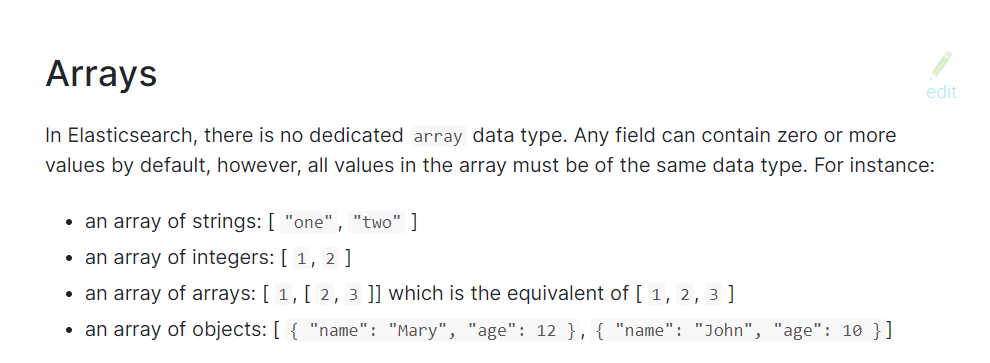 Arrays
edit
In Elasticsearch, there is no dedicated array data type. Any field can contain zero or more
values by default, however, all values in the array must be of the same data type. For instance:
• an array of strings: [ "one", "two" ]
• an array of integers: [ 1, 2 ]
• an array of arrays: [ 1, [ 2, 3 ]] which is the equivalent of [ 1, 2, 3 ]
• an array of objects: [ { "name": "Mary", "age": 12 }, { "name": "John", "age": 10 }]